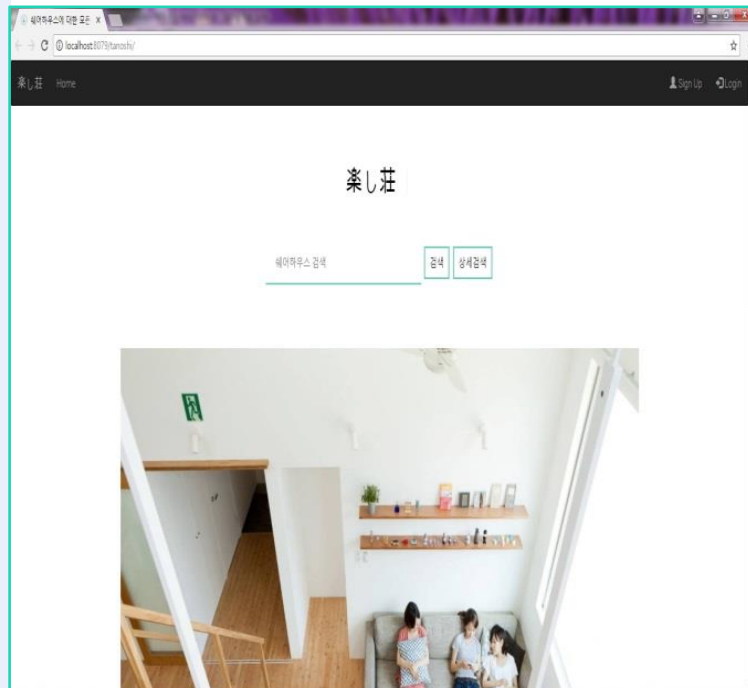 쉐어하우스에 대한 모든
localhost:8079/tanoshi/
楽し荘 Home Sign Up Login
楽し荘
쉐어하우스 검색 검색 상세검색